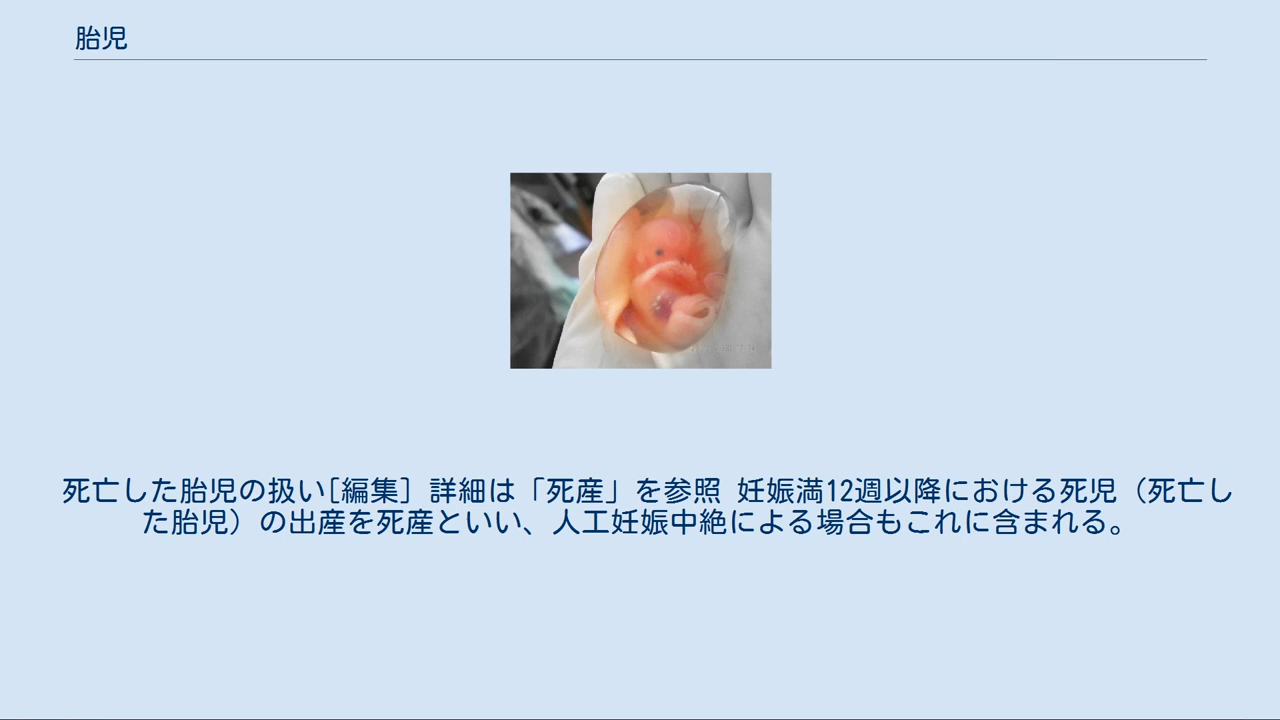 胎児
死亡した胎児の扱い[編集] 詳細は「死産」を参照 妊娠満12週以降における死児（死亡し
た胎児）の出産を死産といい、人工妊娠中絶による場合もこれに含まれる。